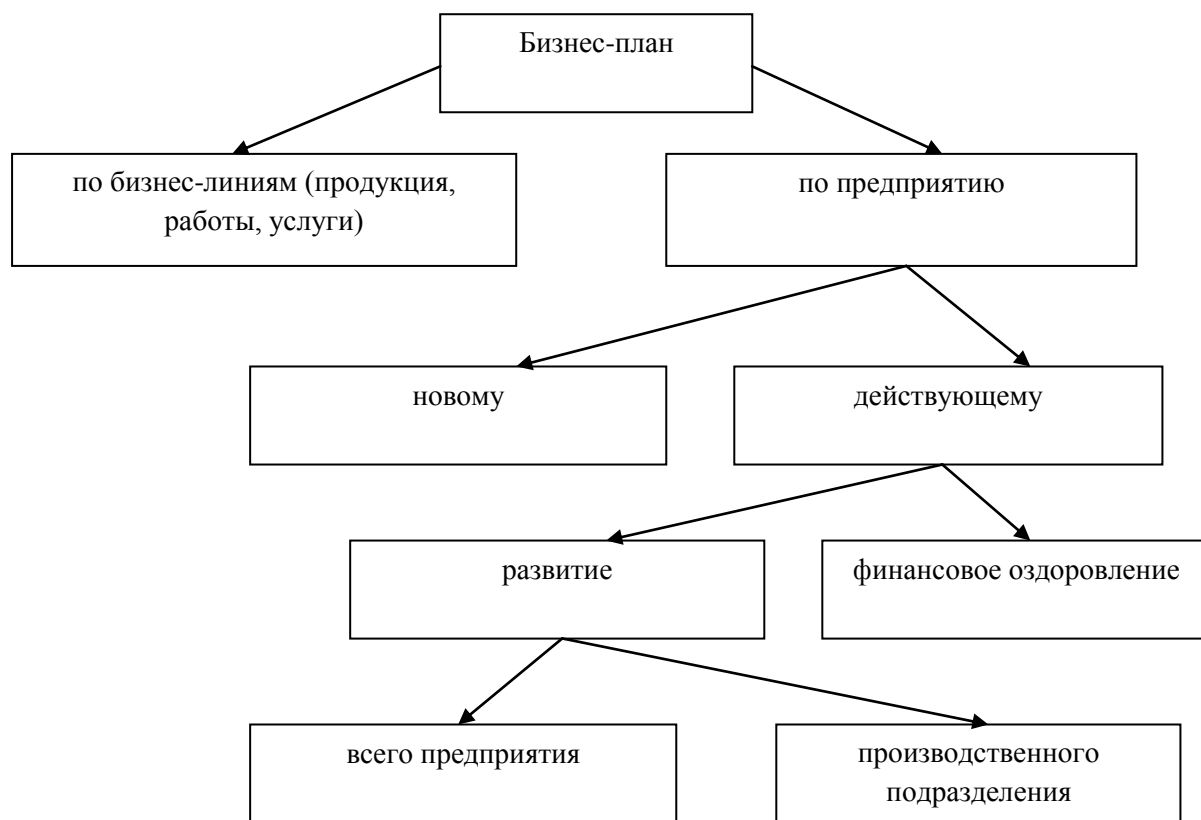 Бизнес-план
по бизнес-линиям (продукция,
работы, услуги)
по предприятию
новому
действующему
развитие
финансовое оздоровление
всего предприятия
производственного
подразделения